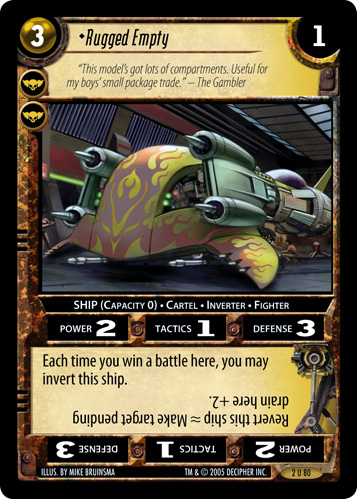 3 •Rugged Empty 1
"This model's got lots of compartments. Useful for
my boys' small package trade." – The Gambler
SHIP (CAPACITY 0) • CARTEL • INVERTER • FIGHTER
POWER 2 TACTICS 1 DEFENSE 3
Each time you win a battle here, you may
invert this ship.
Revert this ship ≈ Make target pending
drain here +2.
POWER 2 TACTICS 1 DEFENSE 3
ILLUS. BY MIKE BRUINSMA TM & © 2005 DECIPHER INC. 2 U 80